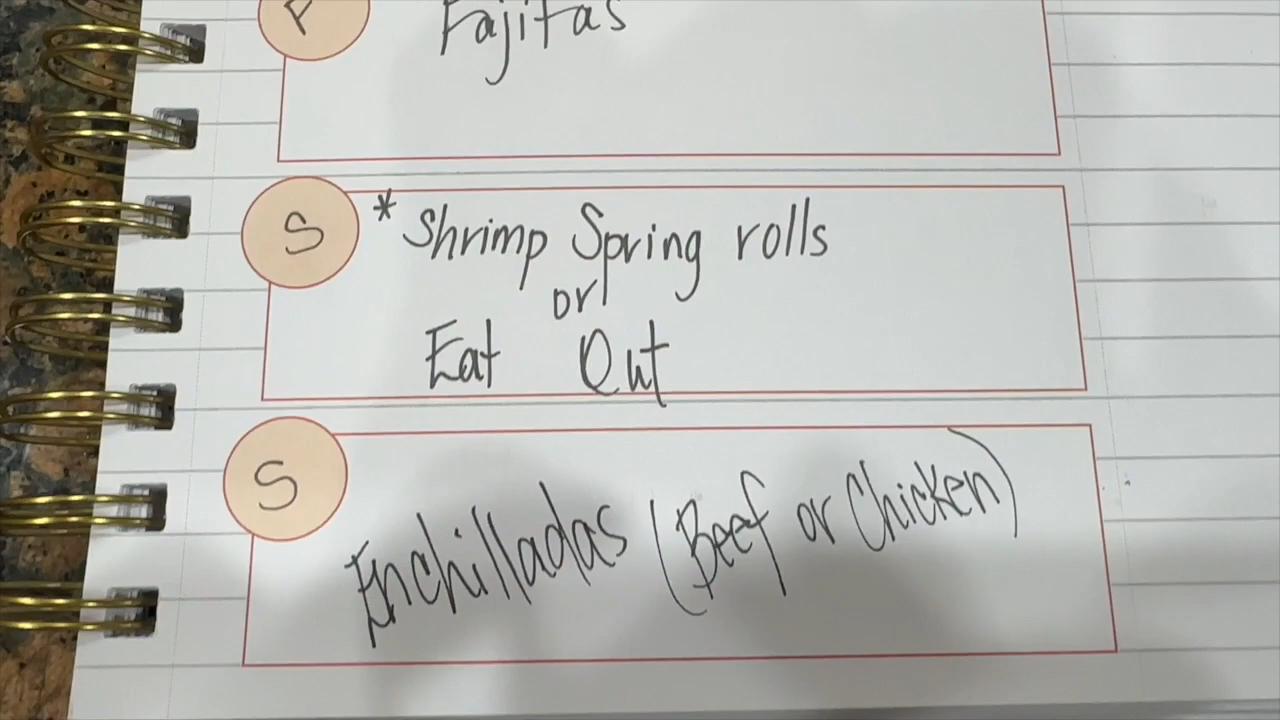 F
Fajitas
S
* Shrimp Spring rolls
or
Eat Out
S
Enchilladas (Beef or Chicken)